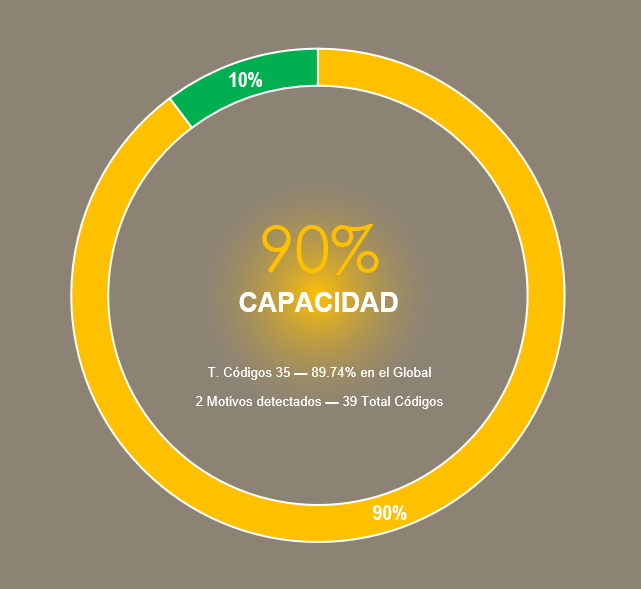 10%
90%
CAPACIDAD
T. Códigos 35 — 89.74% en el Global
2 Motivos detectados — 39 Total Códigos
90%